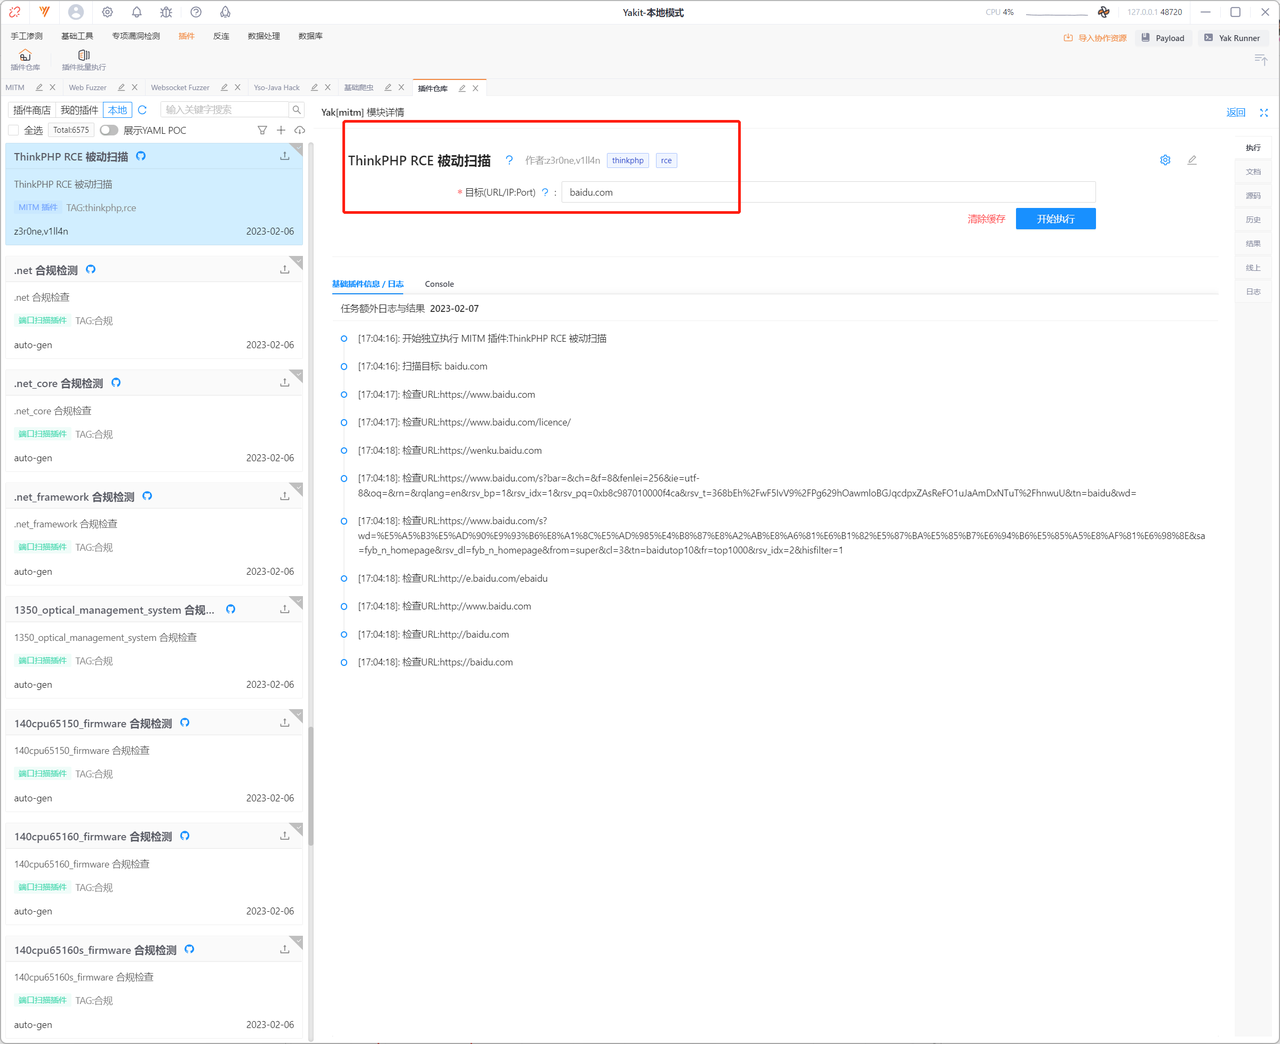 Yakit-本地模式
CPU 4%
127.0.0.1 48720
手工渗测 基础工具 专项漏洞检测 插件 反连 数据处理 数据库
导入协作资源 Payload Yak Runner
插件仓库 插件批量执行
MITM Web Fuzzer Websocket Fuzzer Yso-Java Hack 基础爬虫 插件仓库
插件商店 我的插件 本地 输入关键字搜索
全选 Total:6575 展示YAML POC
ThinkPHP RCE 被动扫描
ThinkPHP RCE 被动扫描
MITM 插件 TAG:thinkphp,rce
z3r0ne,v1ll4n 2023-02-06
.net 合规检测
.net 合规检查
端口扫描插件 TAG:合规
auto-gen 2023-02-06
.net_core 合规检测
.net_core 合规检查
端口扫描插件 TAG:合规
auto-gen 2023-02-06
.net_framework 合规检测
.net_framework 合规检查
端口扫描插件 TAG:合规
auto-gen 2023-02-06
1350_optical_management_system 合规...
1350_optical_management_system 合规检查
端口扫描插件 TAG:合规
auto-gen 2023-02-06
140cpu65150_firmware 合规检测
140cpu65150_firmware 合规检查
端口扫描插件 TAG:合规
auto-gen 2023-02-06
140cpu65160_firmware 合规检测
140cpu65160_firmware 合规检查
端口扫描插件 TAG:合规
auto-gen 2023-02-06
140cpu65160s_firmware 合规检测
140cpu65160s_firmware 合规检查
端口扫描插件 TAG:合规
auto-gen 2023-02-06
Yak[mitm] 模块详情 返回
ThinkPHP RCE 被动扫描 ? 作者:z3r0ne,v1ll4n thinkphp rce
* 目标(URL/IP:Port) ? : baidu.com
清除缓存 开始执行
基础插件信息 / 日志 Console
任务额外日志与结果 2023-02-07
[17:04:16]: 开始独立执行 MITM 插件:ThinkPHP RCE 被动扫描
[17:04:16]: 扫描目标: baidu.com
[17:04:17]: 检查URL:https://www.baidu.com
[17:04:17]: 检查URL:https://www.baidu.com/licence/
[17:04:18]: 检查URL:https://wenku.baidu.com
[17:04:18]: 检查URL:https://www.baidu.com/s?bar=&ch=&f=8&fenlei=256&ie=utf-
8&oq=&rn=&rqlang=en&rsv_bp=1&rsv_idx=1&rsv_pq=0xb8c987010000f4ca&rsv_t=368bEh%2FwF5lvV9%2FPg629hOawmloBGJqcdpxZAsReFO1uJaAmDxNTuT%2FhnwuU&tn=baidu&wd=
[17:04:18]: 检查URL:https://www.baidu.com/s?
wd=%E5%A5%B3%E5%AD%90%E9%93%B6%E8%A1%8C%E5%AD%985%E4%B8%87%E8%A2%AB%E8%A6%81%E6%B1%82%E5%87%BA%E5%85%B7%E6%94%B6%E5%85%A5%E8%AF%81%E6%98%8E&sa
=fyb_n_homepage&rsv_dl=fyb_n_homepage&from=super&cl=3&tn=baidutop10&fr=top1000&rsv_idx=2&hisfilter=1
[17:04:18]: 检查URL:http://e.baidu.com/ebaidu
[17:04:18]: 检查URL:http://www.baidu.com
[17:04:18]: 检查URL:http://baidu.com
[17:04:18]: 检查URL:https://baidu.com
执行
文档
源码
历史
结果
线上
日志